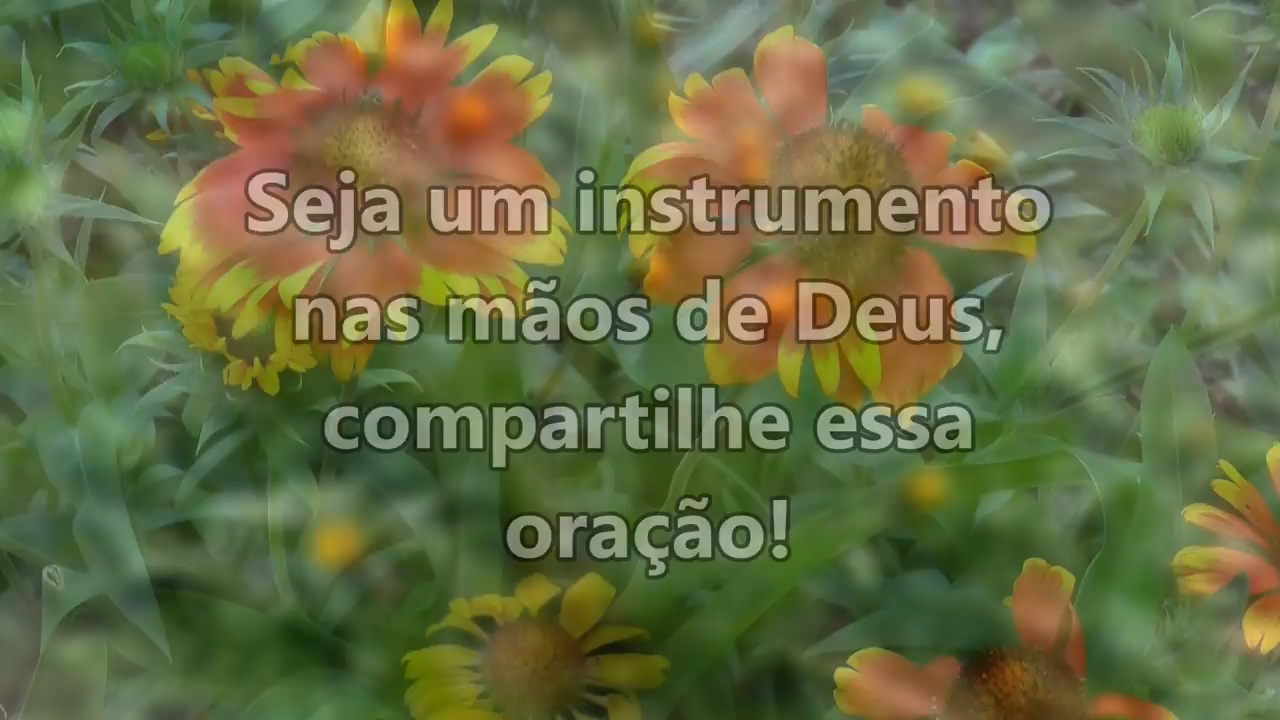 Seja um instrumento
nas mãos de Deus,
compartilhe essa
oração!